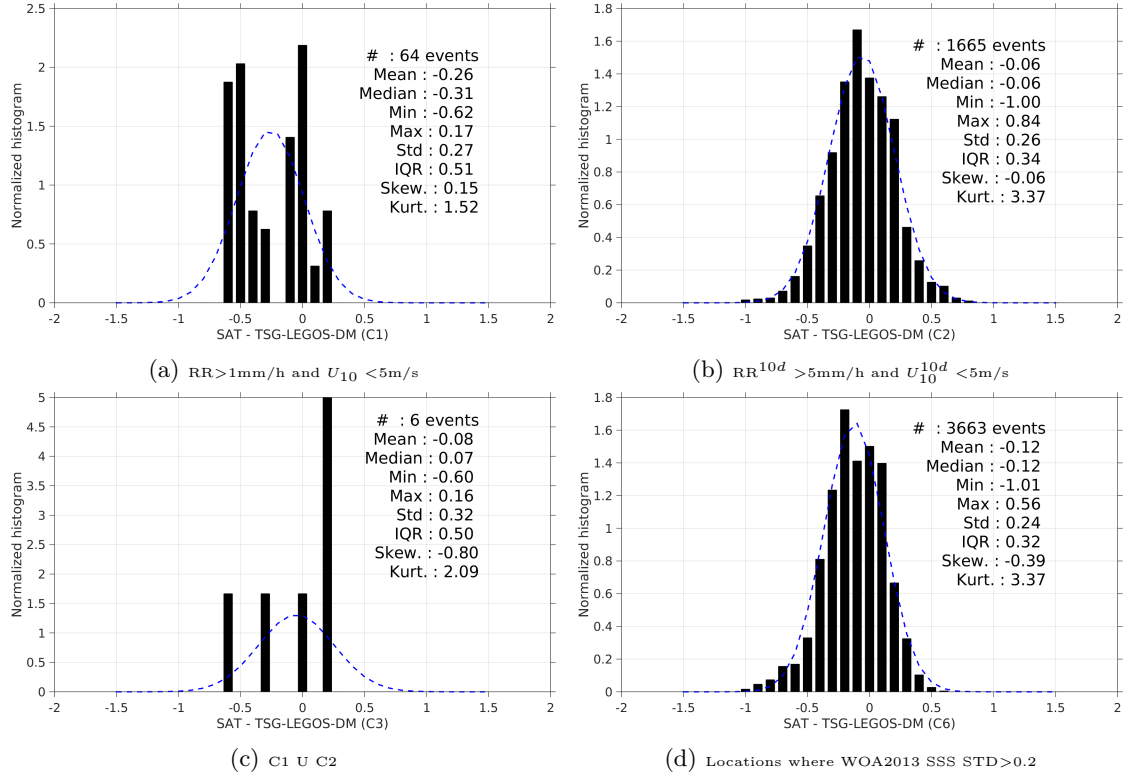 2.5
2
1.5
1
0.5
0
-2 -1.5 -1 -0.5 0 0.5 1 1.5 2
Normalized histogram
SAT - TSG-LEGOS-DM (C1)
# : 64 events
Mean : -0.26
Median : -0.31
Min : -0.62
Max : 0.17
Std : 0.27
IQR : 0.51
Skew. : 0.15
Kurt. : 1.52
(a) RR>1mm/h and U10 <5m/s
1.8
1.6
1.4
1.2
1
0.8
0.6
0.4
0.2
0
-2 -1.5 -1 -0.5 0 0.5 1 1.5 2
Normalized histogram
SAT - TSG-LEGOS-DM (C2)
# : 1665 events
Mean : -0.06
Median : -0.06
Min : -1.00
Max : 0.84
Std : 0.26
IQR : 0.34
Skew. : -0.06
Kurt. : 3.37
(b) RR^10d >5mm/h and U10^10d <5m/s
5
4.5
4
3.5
3
2.5
2
1.5
1
0.5
0
-2 -1.5 -1 -0.5 0 0.5 1 1.5 2
Normalized histogram
SAT - TSG-LEGOS-DM (C3)
# : 6 events
Mean : -0.08
Median : 0.07
Min : -0.60
Max : 0.16
Std : 0.32
IQR : 0.50
Skew. : -0.80
Kurt. : 2.09
(c) C1 U C2
1.8
1.6
1.4
1.2
1
0.8
0.6
0.4
0.2
0
-2 -1.5 -1 -0.5 0 0.5 1 1.5 2
Normalized histogram
SAT - TSG-LEGOS-DM (C6)
# : 3663 events
Mean : -0.12
Median : -0.12
Min : -1.01
Max : 0.56
Std : 0.24
IQR : 0.32
Skew. : -0.39
Kurt. : 3.37
(d) Locations where WOA2013 SSS STD>0.2